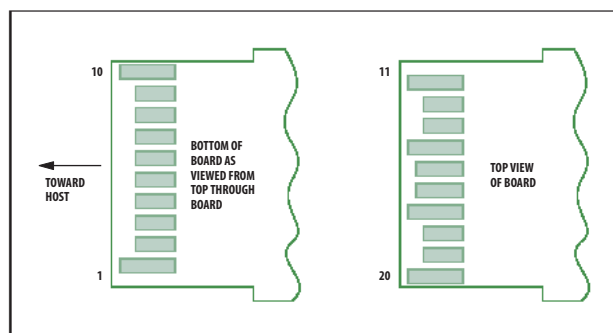 10
BOTTOM OF
BOARD AS
VIEWED FROM
TOP THROUGH
BOARD
TOWARD
HOST
1
11
TOP VIEW
OF BOARD
20